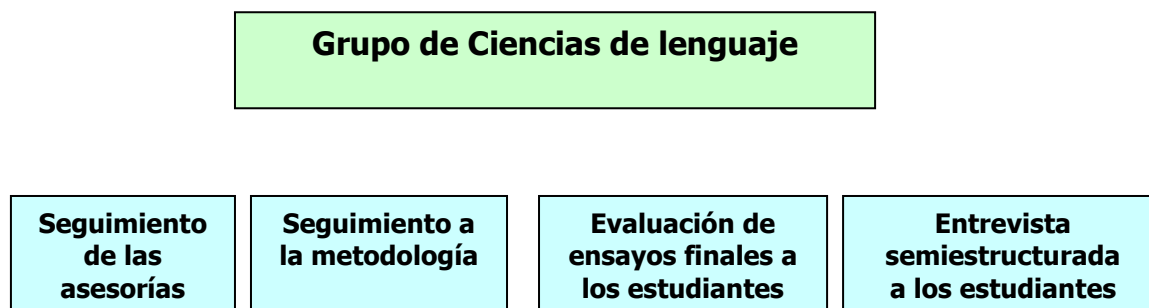 Grupo de Ciencias de lenguaje
Seguimiento
de las
asesorías
Seguimiento a
la metodología
Evaluación de
ensayos finales a
los estudiantes
Entrevista
semiestructurada
a los estudiantes